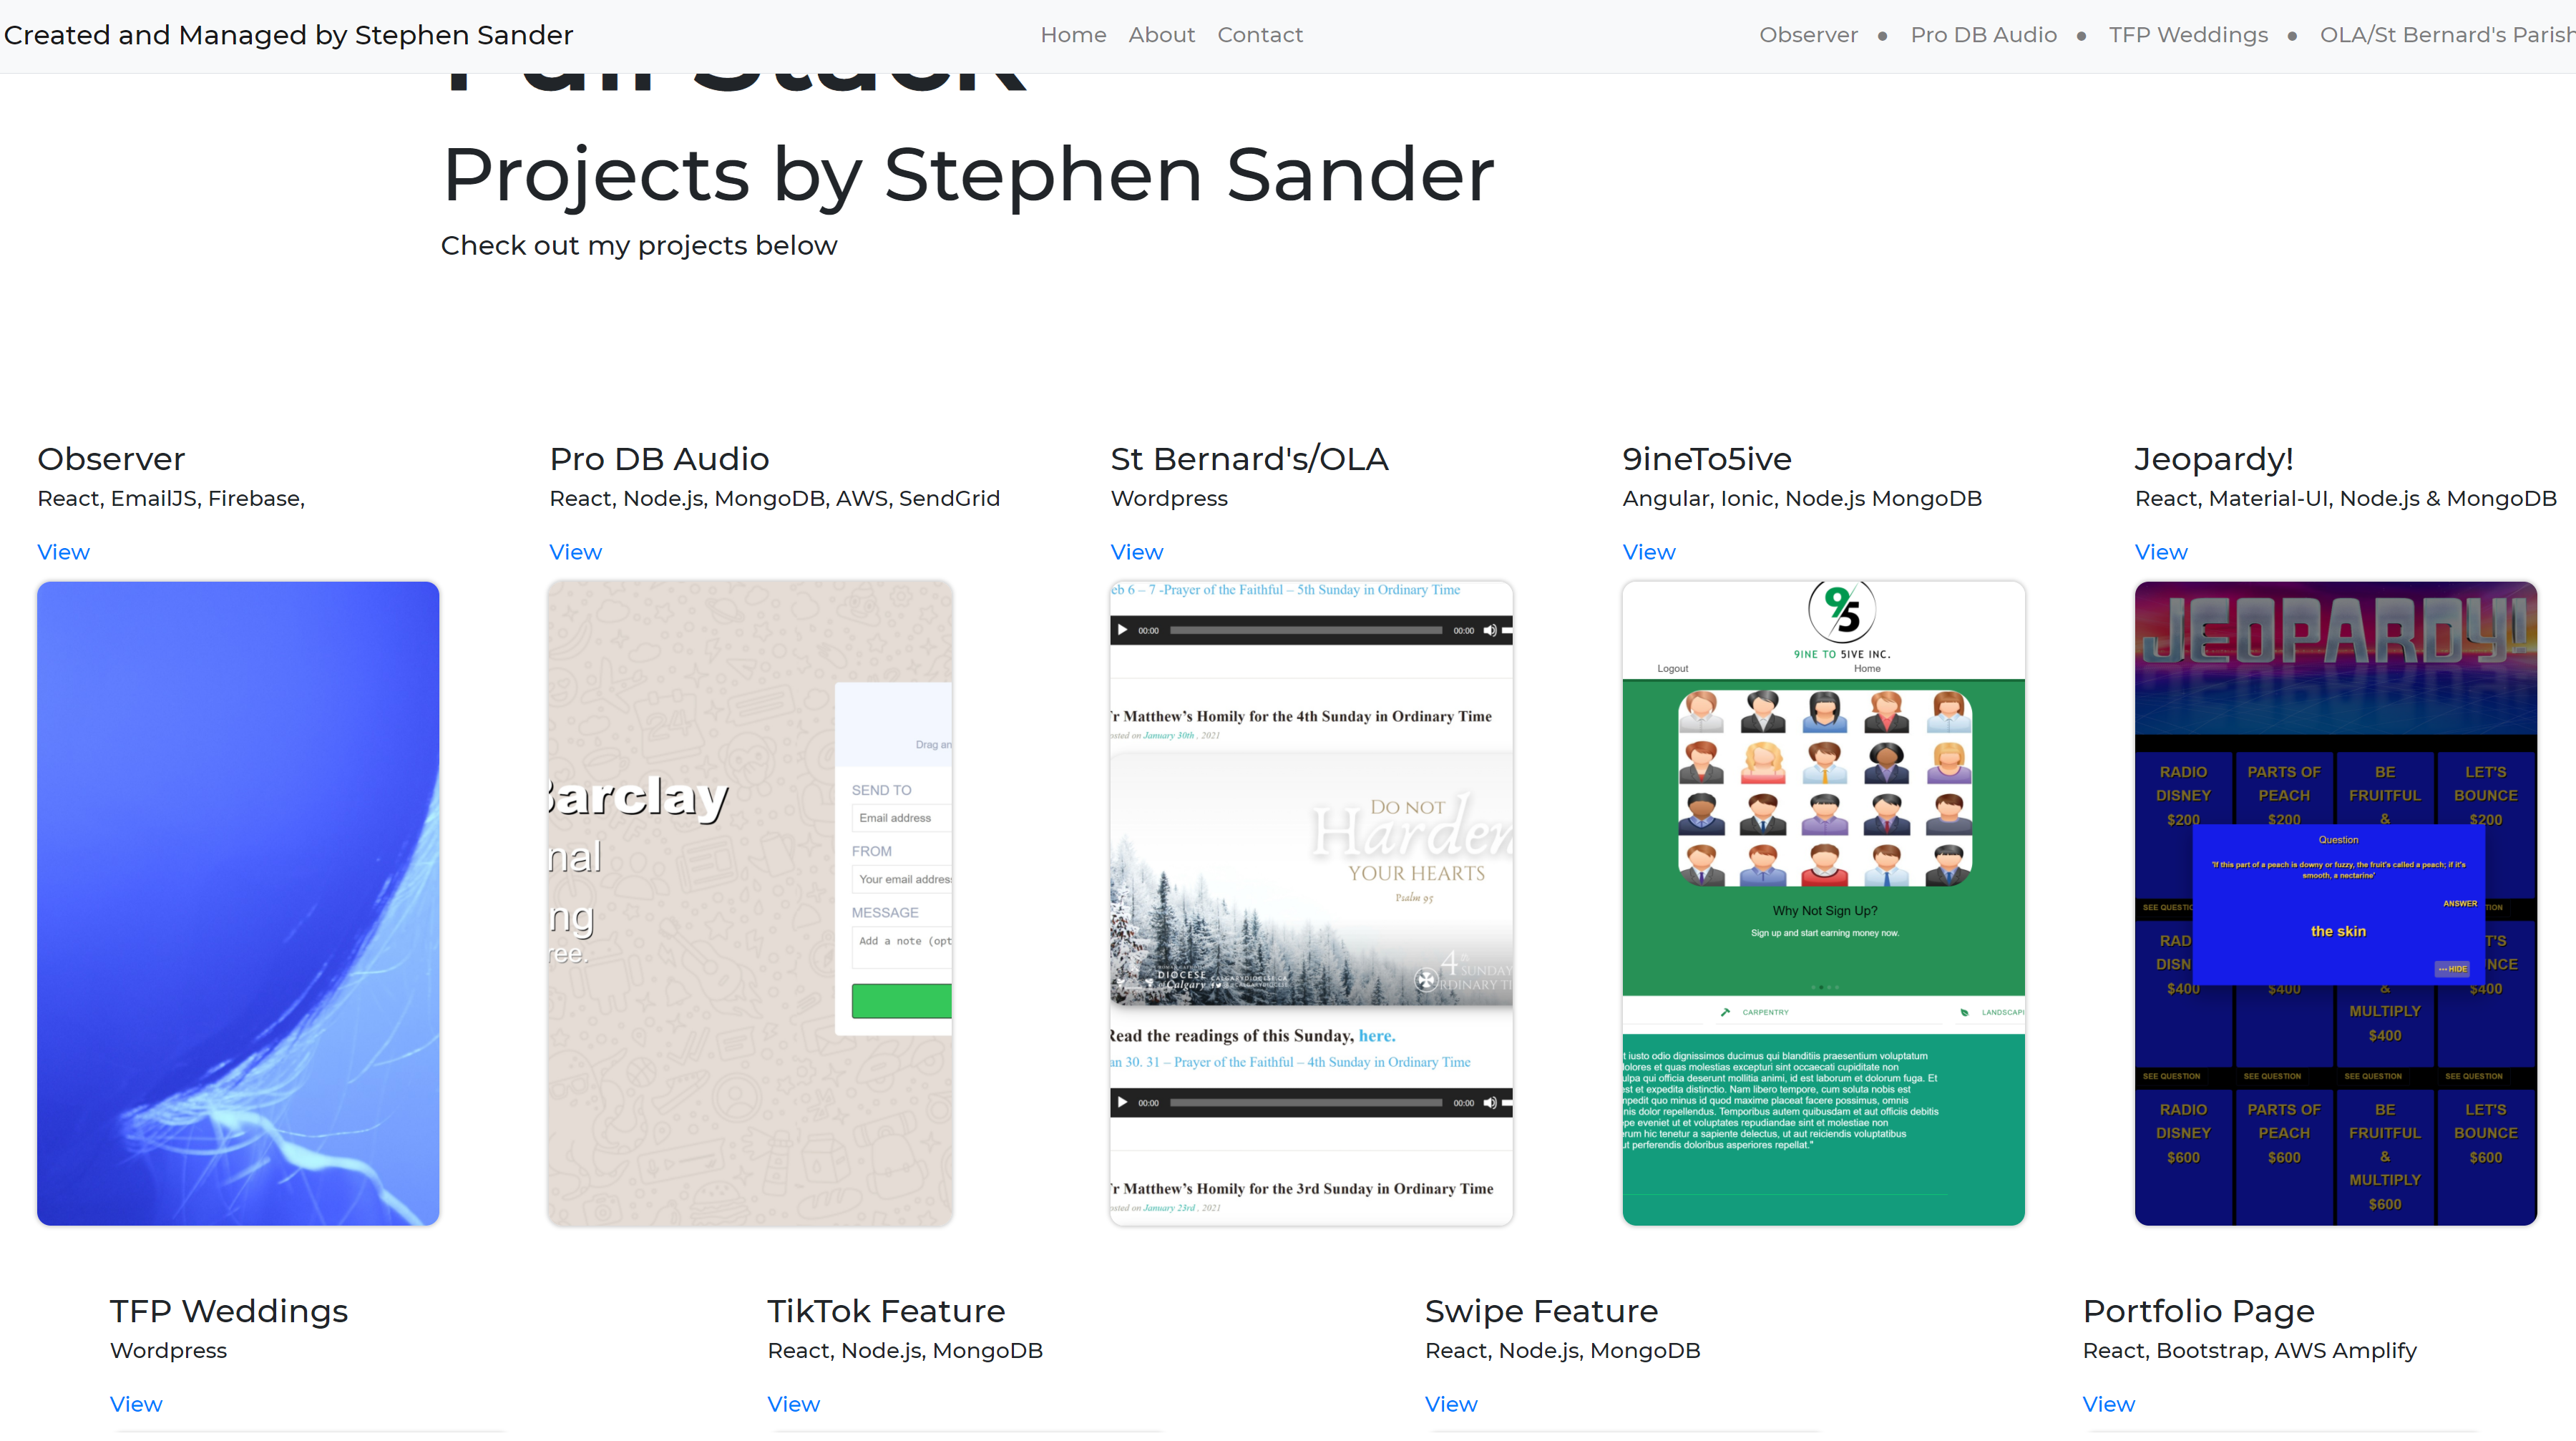 Created and Managed by Stephen Sander
Home About Contact
Observer ● Pro DB Audio ● TFP Weddings ● OLA/St Bernard's Parish
Full Stack
Projects by Stephen Sander
Check out my projects below
Observer
React, EmailJS, Firebase,
View
Pro DB Audio
React, Node.js, MongoDB, AWS, SendGrid
View
Barclay
nal
ng
ree.
Drag an
SEND TO
Email address
FROM
Your email address
MESSAGE
Add a note (opt
St Bernard's/OLA
Wordpress
View
eb 6 – 7 -Prayer of the Faithful – 5th Sunday in Ordinary Time
00:00 00:00
Fr Matthew's Homily for the 4th Sunday in Ordinary Time
osted on January 30th , 2021
DO NOT
Harden
YOUR HEARTS
Psalm 95
DIOCESE
of Calgary
4th
SUNDAY
ORDINARY TI
Read the readings of this Sunday, here.
an 30. 31 – Prayer of the Faithful – 4th Sunday in Ordinary Time
00:00 00:00
Fr Matthew's Homily for the 3rd Sunday in Ordinary Time
osted on January 23rd , 2021
9ineTo5ive
Angular, Ionic, Node.js MongoDB
View
95
9INE TO 5IVE INC.
Logout Home
Why Not Sign Up?
Sign up and start earning money now.
CARPENTRY LANDSCAPI
t iusto odio dignissimos ducimus qui blanditiis praesentium voluptatum
olores et quas molestias excepturi sint occaecati cupiditate non
ulpa qui officia deserunt mollitia animi, id est laborum et dolorum fuga. Et
est et expedita distinctio. Nam libero tempore, cum soluta nobis est
mpedit quo minus id quod maxime placeat facere possimus, omnis
nis dolor repellendus. Temporibus autem quibusdam et aut officiis debitis
pe eveniet ut et voluptates repudiandae sint et molestiae non
rum hic tenetur a sapiente delectus, ut aut reiciendis voluptatibus
ut perferendis doloribus asperiores repellat."
Jeopardy!
React, Material-UI, Node.js & MongoDB
View
JEOPARDY!
RADIO PARTS OF BE LET'S
DISNEY PEACH FRUITFUL BOUNCE
$200 $200 & $200
Question
'If this part of a peach is downy or fuzzy, the fruit's called a peach; if it's
smooth, a nectarine'
ANSWER
SEE QUESTIO TION
the skin
RAD T'S
DISN NCE
HIDE
$400 $400 & $400
MULTIPLY
$400
SEE QUESTION SEE QUESTION SEE QUESTION SEE QUESTION
RADIO PARTS OF BE LET'S
DISNEY PEACH FRUITFUL BOUNCE
$600 $600 & $600
MULTIPLY
$600
TFP Weddings
Wordpress
View
TikTok Feature
React, Node.js, MongoDB
View
Swipe Feature
React, Node.js, MongoDB
View
Portfolio Page
React, Bootstrap, AWS Amplify
View